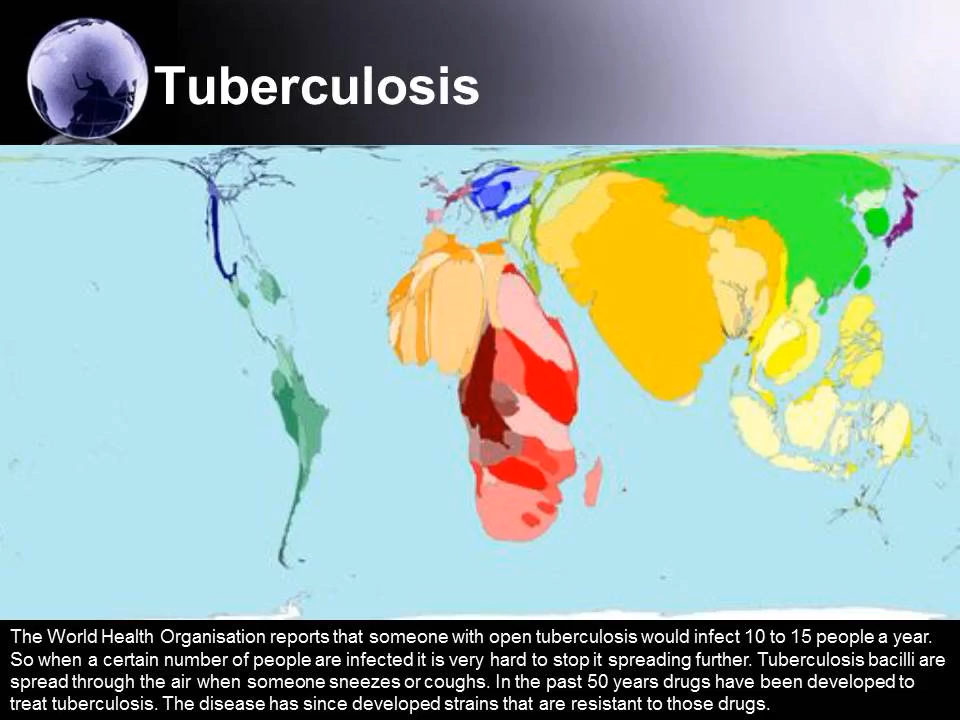 Tuberculosis
The World Health Organisation reports that someone with open tuberculosis would infect 10 to 15 people a year.
So when a certain number of people are infected it is very hard to stop it spreading further. Tuberculosis bacilli are
spread through the air when someone sneezes or coughs. In the past 50 years drugs have been developed to
treat tuberculosis. The disease has since developed strains that are resistant to those drugs.